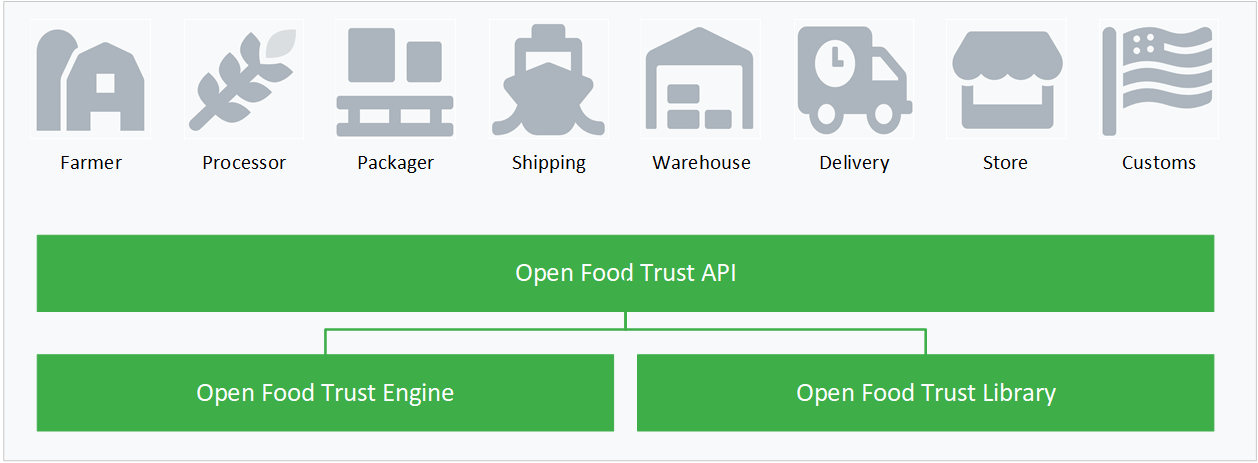 Farmer
Processor
Packager
Shipping
Warehouse
Delivery
Store
Customs
Open Food Trust API
Open Food Trust Engine
Open Food Trust Library